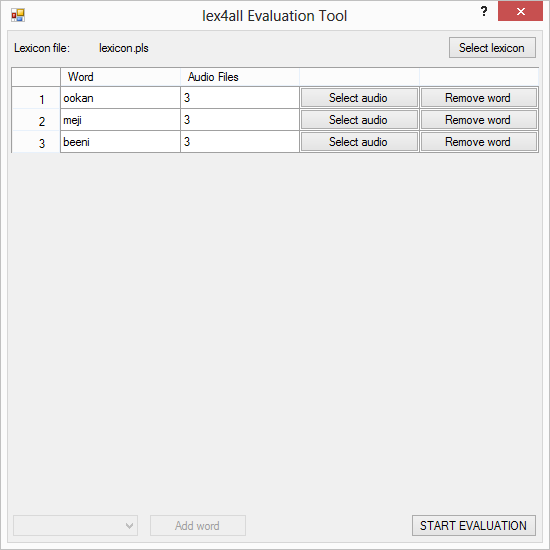 lex4all Evaluation Tool ?
Lexicon file: lexicon.pls Select lexicon
Word Audio Files
1 ookan 3 Select audio Remove word
2 meji 3 Select audio Remove word
3 beeni 3 Select audio Remove word
Add word START EVALUATION